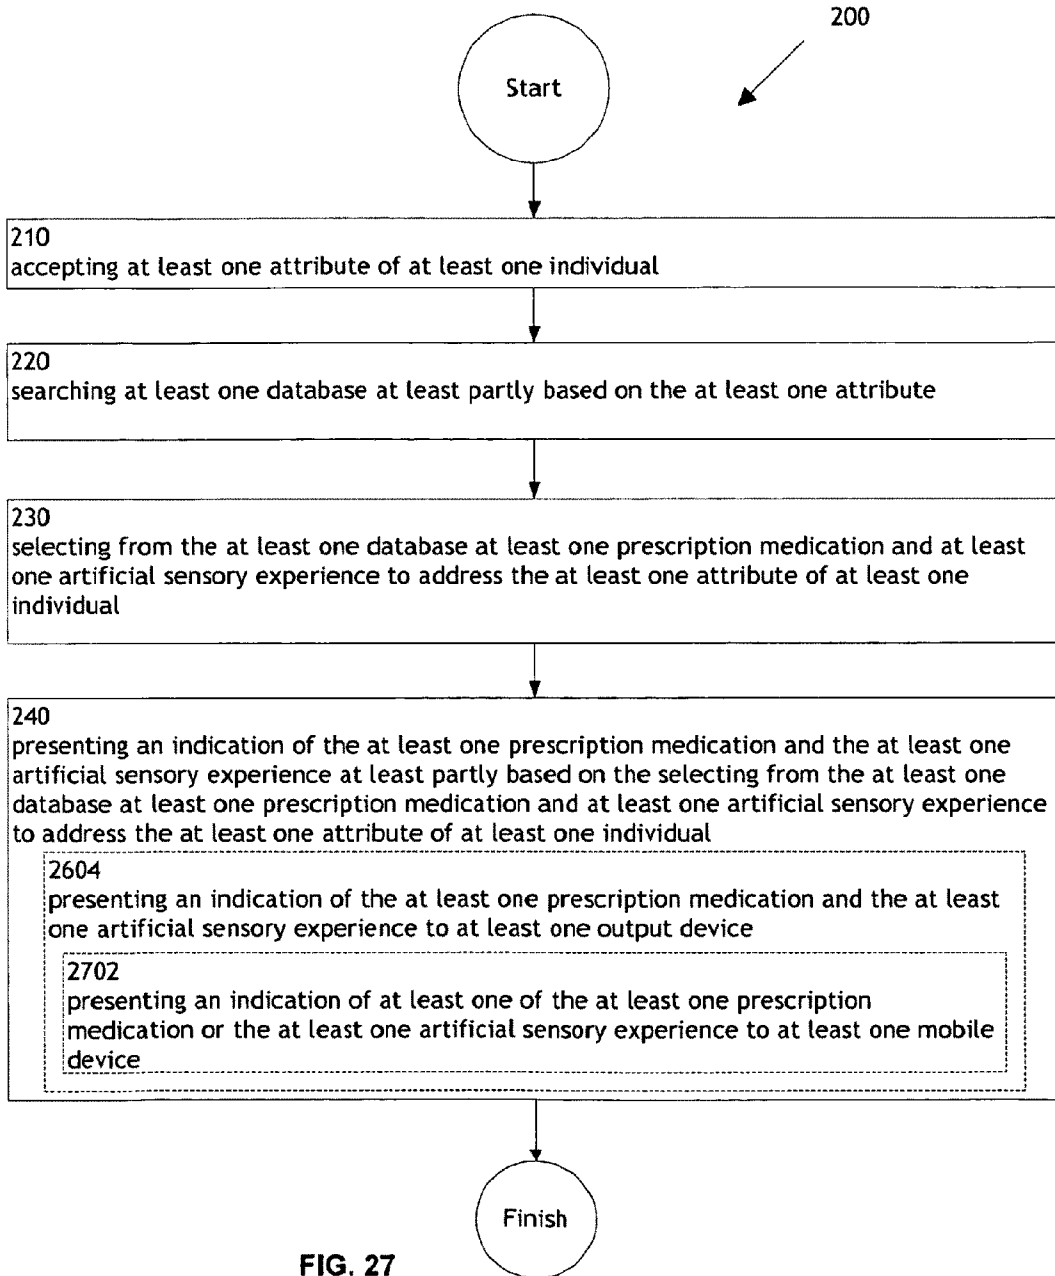 200
Start
210
accepting at least one attribute of at least one individual
220
searching at least one database at least partly based on the at least one attribute
230
selecting from the at least one database at least one prescription medication and at least
one artificial sensory experience to address the at least one attribute of at least one
individual
240
presenting an indication of the at least one prescription medication and the at least one
artificial sensory experience at least partly based on the selecting from the at least one
database at least one prescription medication and at least one artificial sensory experience
to address the at least one attribute of at least one individual
2604
presenting an indication of the at least one prescription medication and the at least
one artificial sensory experience to at least one output device
2702
presenting an indication of at least one of the at least one prescription
medication or the at least one artificial sensory experience to at least one mobile
device
Finish
FIG. 27